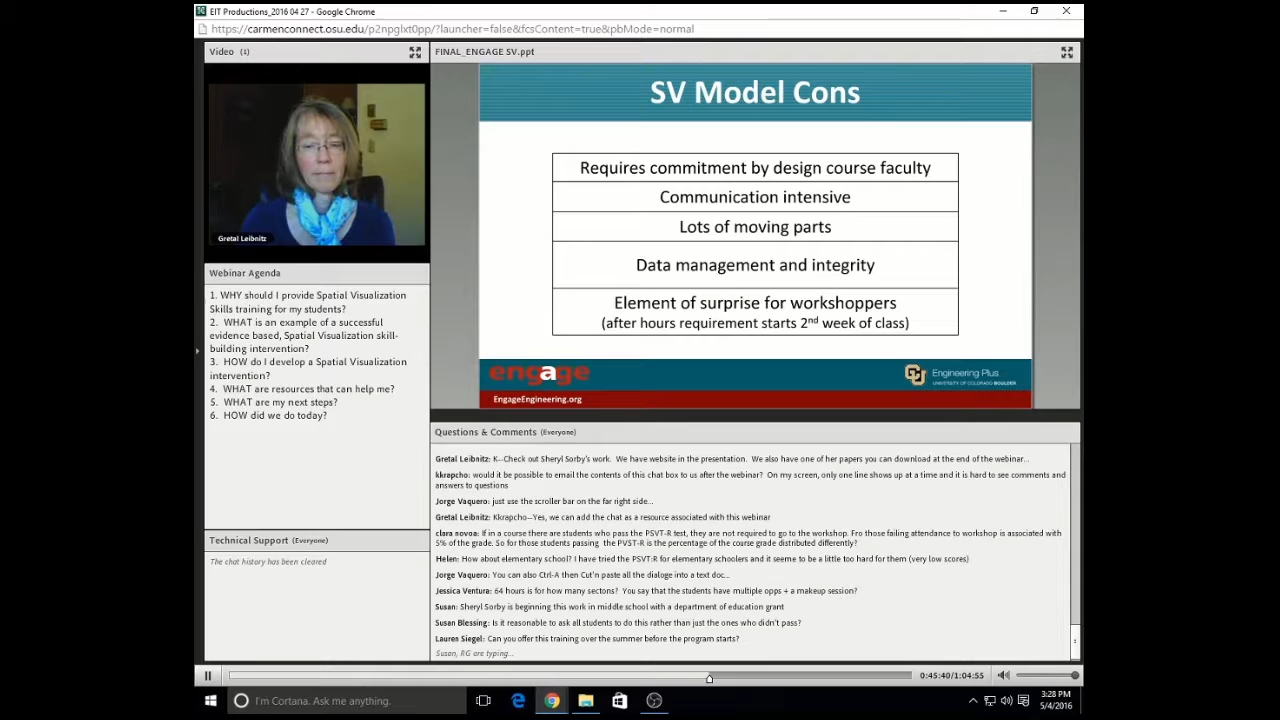 EIT Productions_2016 04 27 - Google Chrome
https://carmenconnect.osu.edu/p2npglxt0pp/?launcher=false&fcsContent=true&pbMode=normal
Video (1)
Gretal Leibnitz
Webinar Agenda
1. WHY should I provide Spatial Visualization
Skills training for my students?
2. WHAT is an example of a successful
evidence based, Spatial Visualization skill-
building intervention?
3. HOW do I develop a Spatial Visualization
intervention?
4. WHAT are resources that can help me?
5. WHAT are my next steps?
6. HOW did we do today?
Technical Support (Everyone)
The chat history has been cleared
FINAL_ENGAGE SV.ppt
SV Model Cons
Requires commitment by design course faculty
Communication intensive
Lots of moving parts
Data management and integrity
Element of surprise for workshoppers
(after hours requirement starts 2nd week of class)
engage
Engineering Plus
UNIVERSITY OF COLORADO BOULDER
EngageEngineering.org
Questions & Comments (Everyone)
Gretal Leibnitz: K--Check out Sheryl Sorby's work. We have website in the presentation. We also have one of her papers you can download at the end of the webinar...
kkrapcho: would it be possible to email the contents of this chat box to us after the webinar? On my screen, only one line shows up at a time and it is hard to see comments and
answers to questions
Jorge Vaquero: just use the scroller bar on the far right side...
Gretal Leibnitz: Kkrapcho--Yes, we can add the chat as a resource associated with this webinar
clara novoa: If in a course there are students who pass the PSVT-R test, they are not required to go to the workshop. Fro those failing attendance to workshop is associated with
5% of the grade. So for those students passing the PVST-R is the percentage of the course grade distributed differently?
Helen: How about elementary school? I have tried the PSVT:R for elementary schoolers and it seeme to be a little too hard for them (very low scores)
Jorge Vaquero: You can also Ctrl-A then Cut'n paste all the dialoge into a text doc...
Jessica Ventura: 64 hours is for how many sectons? You say that the students have multiple opps + a makeup session?
Susan: Sheryl Sorby is beginning this work in middle school with a department of education grant
Susan Blessing: Is it reasonable to ask all students to do this rather than just the ones who didn't pass?
Lauren Siegel: Can you offer this training over the summer before the program starts?
Susan, RG are typing...
0:45:40/1:04:55
I'm Cortana. Ask me anything.
3:28 PM
5/4/2016